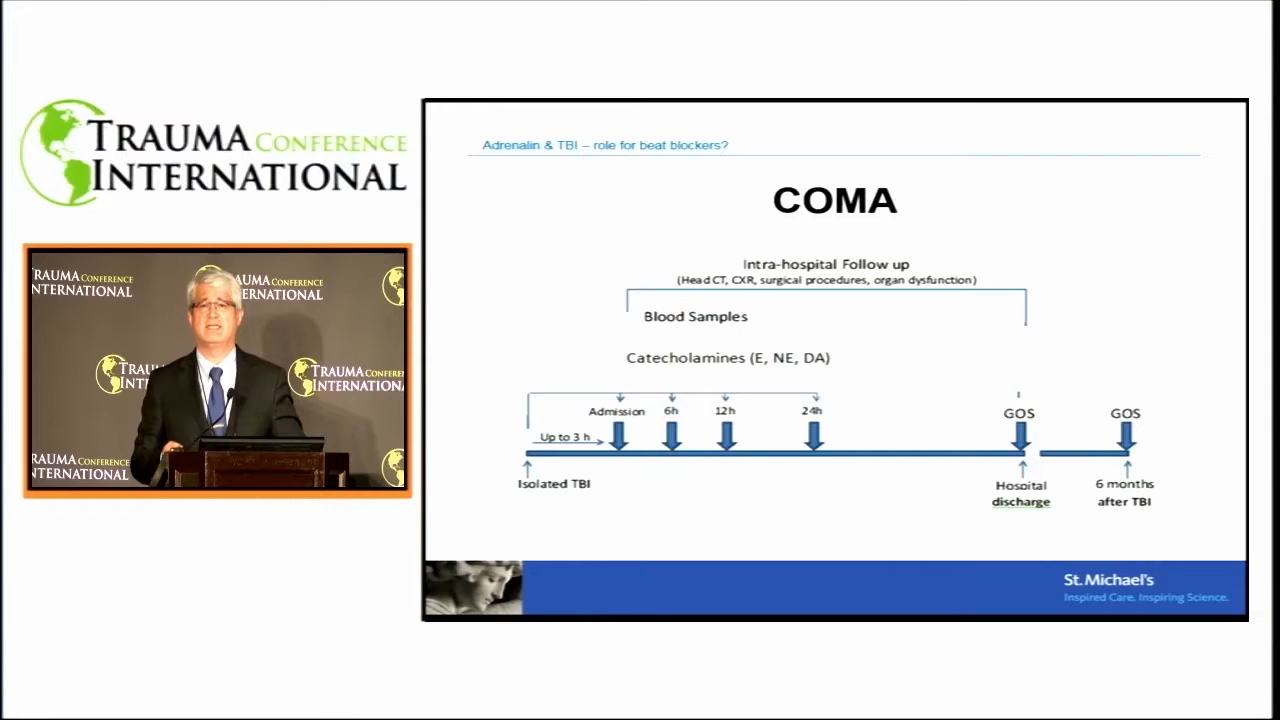 TRAUMA CONFERENCE
INTERNATIONAL
TRAUMA CONFERENCE
INTERNATIONAL
TRAUMA CONFERENCE
INTERNATIONAL
TRAUMA CONFERENCE
INTERNATIONAL
RAUMA CONFERENCE
INTERNATIONAL
Adrenalin & TBI – role for beat blockers?
COMA
Intra-hospital Follow up
(Head CT, CXR, surgical procedures, organ dysfunction)
Blood Samples
Catecholamines (E, NE, DA)
Admission 6h 12h 24h GOS GOS
Up to 3 h
Isolated TBI
Hospital
discharge
6 months
after TBI
St. Michael's
Inspired Care. Inspiring Science.